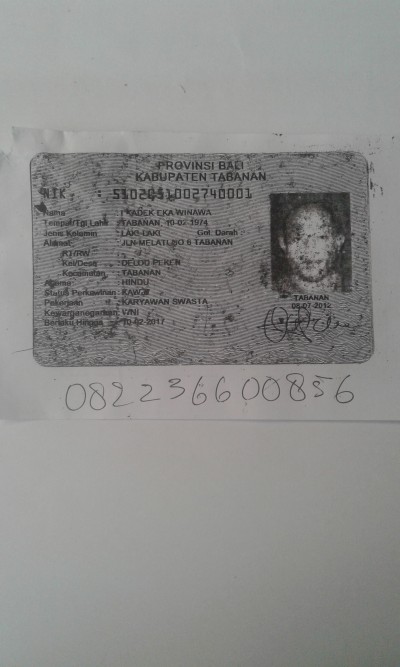 PROVINSI BALI
KABUPATEN TABANAN
NIK : 5102051002740001
Nama : I KADEK EKA WINAWA
Tempat/Tgl Lahir : TABANAN, 10-02-1974
Jenis Kelamin : LAKI-LAKI Gol. Darah :-
Alamat : JLN MELATI NO 6 TABANAN
RT/RW :
Kel/Desa : DELOD PEKEN
Kecamatan : TABANAN
Agama : HINDU
Status Perkawinan : KAWIN
Pekerjaan : KARYAWAN SWASTA
Kewarganegaraan : WNI
Berlaku Hingga : 10-02-2017
TABANAN
08-07-2012
082236600856